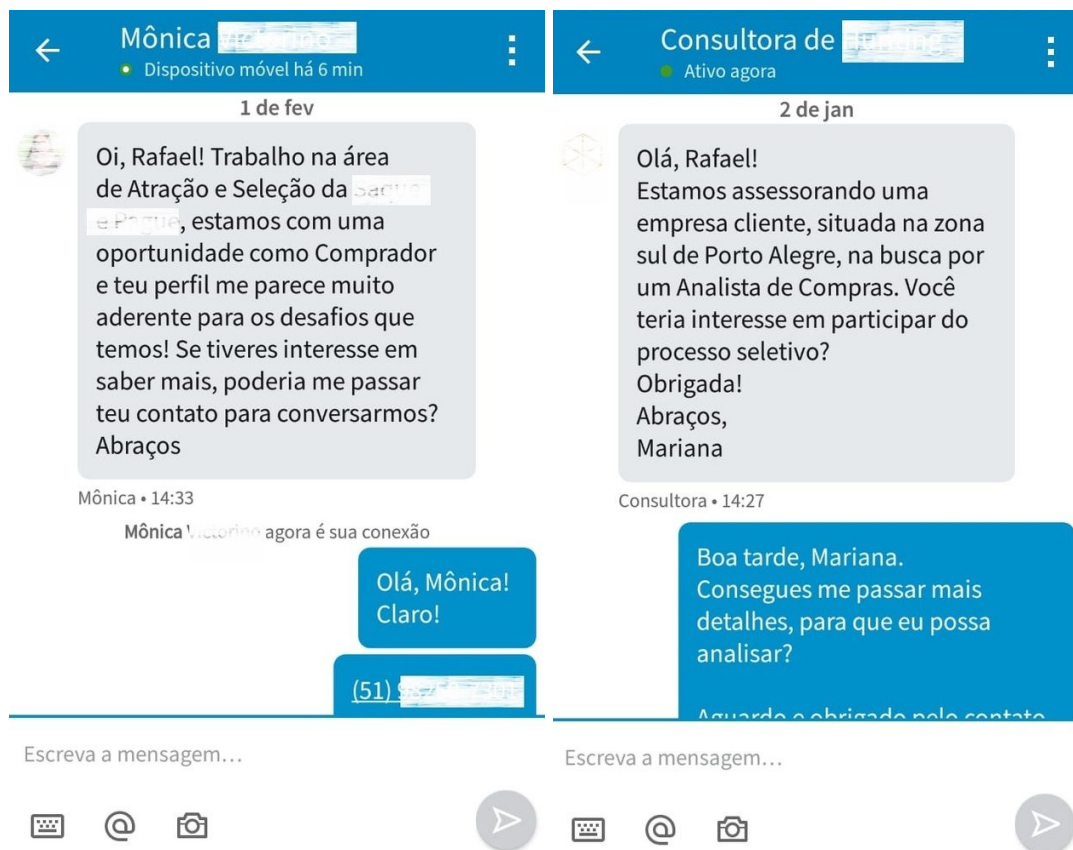 Mônica
Dispositivo móvel há 6 min
1 de fev
Oi, Rafael! Trabalho na área
de Atração e Seleção da
estamos com uma
oportunidade como Comprador
e teu perfil me parece muito
aderente para os desafios que
temos! Se tiveres interesse em
saber mais, poderia me passar
teu contato para conversarmos?
Abraços
Mônica • 14:33
Mônica agora é sua conexão
Olá, Mônica!
Claro!
(51)
Escreva a mensagem...
Consultora de
Ativo agora
2 de jan
Olá, Rafael!
Estamos assessorando uma
empresa cliente, situada na zona
sul de Porto Alegre, na busca por
um Analista de Compras. Você
teria interesse em participar do
processo seletivo?
Obrigada!
Abraços,
Mariana
Consultora • 14:27
Boa tarde, Mariana.
Consegues me passar mais
detalhes, para que eu possa
analisar?
Aguardo e obrigado pelo contato
Escreva a mensagem...